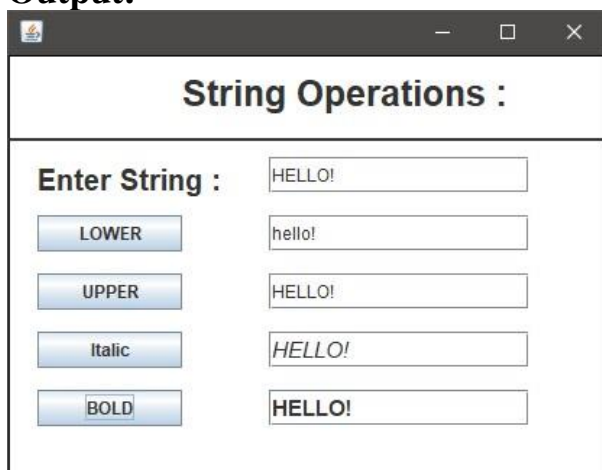 Output:
String Operations :
Enter String : HELLO!
LOWER hello!
UPPER HELLO!
Italic HELLO!
BOLD HELLO!